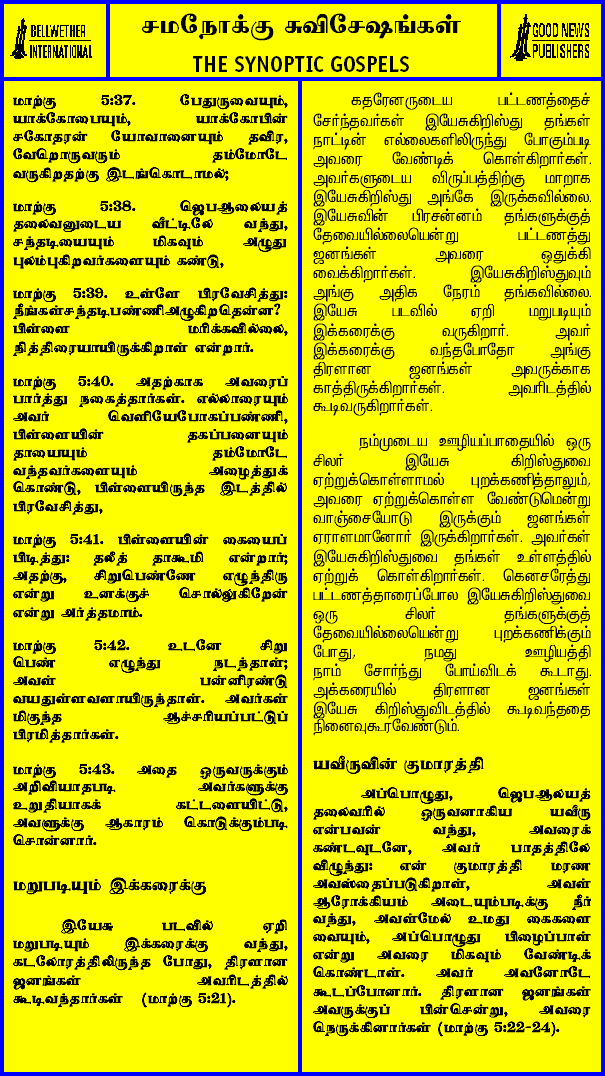 BELLWETHER
INTERNATIONAL
சமநோக்கு சுவிசேஷங்கள்
THE SYNOPTIC GOSPELS
GOOD NEWS
PUBLISHERS
மாற்கு 5:37. பேதுருவையும்,
யாக்கோபையும், யாக்கோபின்
சகோதரன் யோவானையும் தவிர,
வேறொருவரும் தம்மோடே
வருகிறதற்கு இடங்கொடாமல்;
மாற்கு 5:38. ஜெபஆலையத்
தலைவனுடைய வீட்டிலே வந்து,
சந்தடியையும் மிகவும் அழுது
புலம்புகிறவர்களையும் கண்டு,
மாற்கு 5:39. உள்ளே பிரவேசித்து:
நீங்கள்சந்தடிபண்ணிஅழுகிறதென்ன?
பிள்ளை மரிக்கவில்லை,
நித்திரையாயிருக்கிறாள் என்றார்.
மாற்கு 5:40. அதற்காக அவரைப்
பார்த்து நகைத்தார்கள். எல்லாரையும்
அவர் வெளியேபோகப்பண்ணி,
பிள்ளையின் தகப்பனையும்
தாயையும் தம்மோடே
வந்தவர்களையும் அழைத்துக்
கொண்டு, பிள்ளையிருந்த இடத்தில்
பிரவேசித்து,
மாற்கு 5:41. பிள்ளையின் கையைப்
பிடித்து: தலீத் தாகூமி என்றார்;
அதற்கு, சிறுபெண்ணே எழுந்திரு
என்று உனக்குச் சொல்லுகிறேன்
என்று அர்த்தமாம்.
மாற்கு 5:42. உடனே சிறு
பெண் எழுந்து நடந்தாள்;
அவள் பன்னிரண்டு
வயதுள்ளவளாயிருந்தாள். அவர்கள்
மிகுந்த ஆச்சரியப்பட்டுப்
பிரமித்தார்கள்.
மாற்கு 5:43. அதை ஒருவருக்கும்
அறிவியாதபடி அவர்களுக்கு
உறுதியாகக் கட்டளையிட்டு,
அவளுக்கு ஆகாரம் கொடுக்கும்படி
சொன்னார்.
மறுபடியும் இக்கரைக்கு
இயேசு படவில் ஏறி
மறுபடியும் இக்கரைக்கு வந்து,
கடலோரத்திலிருந்த போது, திரளான
ஜனங்கள் அவரிடத்தில்
கூடிவந்தார்கள் (மாற்கு 5:21).
கதரேனருடைய பட்டணத்தைச்
சேர்ந்தவர்கள் இயேசுகிறிஸ்து தங்கள்
நாட்டின் எல்லைகளிலிருந்து போகும்படி
அவரை வேண்டிக் கொள்கிறார்கள்.
அவர்களுடைய விருப்பத்திற்கு மாறாக
இயேசுகிறிஸ்து அங்கே இருக்கவில்லை.
இயேசுவின் பிரசன்னம் தங்களுக்குத்
தேவையில்லையென்று பட்டணத்து
ஜனங்கள் அவரை ஒதுக்கி
வைக்கிறார்கள். இயேசுகிறிஸ்துவும்
அங்கு அதிக நேரம் தங்கவில்லை.
இயேசு படவில் ஏறி மறுபடியும்
இக்கரைக்கு வருகிறார். அவர்
இக்கரைக்கு வந்தபோதோ அங்கு
திரளான ஜனங்கள் அவருக்காக
காத்திருக்கிறார்கள். அவரிடத்தில்
கூடிவருகிறார்கள்.
நம்முடைய ஊழியப்பாதையில் ஒரு
சிலர் இயேசு கிறிஸ்துவை
ஏற்றுக்கொள்ளாமல் புறக்கணித்தாலும்,
அவரை ஏற்றுக்கொள்ள வேண்டுமென்று
வாஞ்சையோடு இருக்கும் ஜனங்கள்
ஏராளமானோர் இருக்கிறார்கள். அவர்கள்
இயேசுகிறிஸ்துவை தங்கள் உள்ளத்தில்
ஏற்றுக் கொள்கிறார்கள். கெனசரேத்து
பட்டணத்தாரைப்போல இயேசுகிறிஸ்துவை
ஒரு சிலர் தங்களுக்குத்
தேவையில்லையென்று புறக்கணிக்கும்
போது, நமது ஊழியத்தி
நாம் சோர்ந்து போய்விடக் கூடாது.
அக்கரையில் திரளான ஜனங்கள்
இயேசு கிறிஸ்துவிடத்தில் கூடிவந்ததை
நினைவுகூரவேண்டும்.
யவீருவின் குமாரத்தி
அப்பொழுது, ஜெபஆலயத்
தலைவரில் ஒருவனாகிய யவீரு
என்பவன் வந்து, அவரைக்
கண்டவுடனே, அவர் பாதத்திலே
விழுந்து: என் குமாரத்தி மரண
அவஸ்தைப்படுகிறாள், அவள்
ஆரோக்கியம் அடையும்படிக்கு நீர்
வந்து, அவள்மேல் உமது கைகளை
வையும், அப்பொழுது பிழைப்பாள்
என்று அவரை மிகவும் வேண்டிக்
கொண்டான். அவர் அவனோடே
கூடப்போனார். திரளான ஜனங்கள்
அவருக்குப் பின்சென்று, அவரை
நெருக்கினார்கள் (மாற்கு 5:22-24).